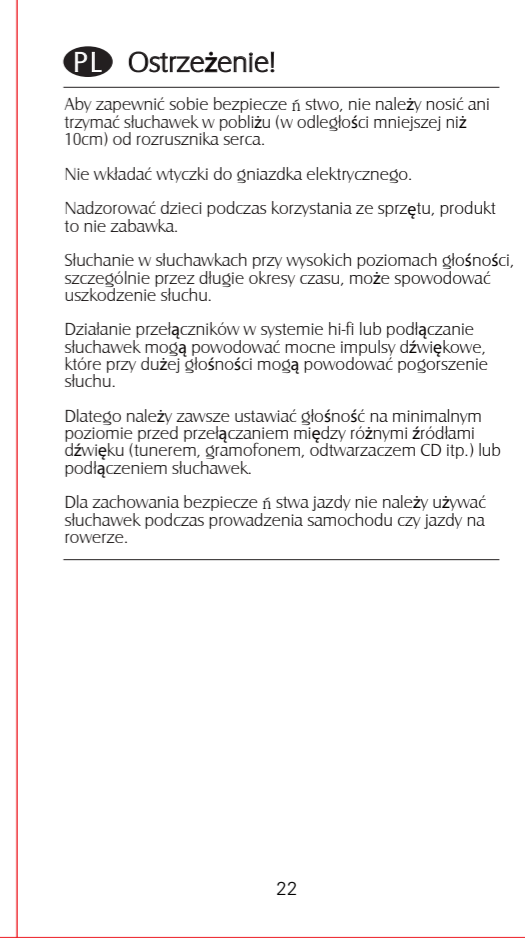 PL Ostrzeżenie!
Aby zapewnić sobie bezpiecze ń stwo, nie należy nosić ani
trzymać słuchawek w pobliżu (w odległości mniejszej niż
10cm) od rozrusznika serca.
Nie wkładać wtyczki do gniazdka elektrycznego.
Nadzorować dzieci podczas korzystania ze sprzętu, produkt
to nie zabawka.
Słuchanie w słuchawkach przy wysokich poziomach głośności,
szczególnie przez długie okresy czasu, może spowodować
uszkodzenie słuchu.
Działanie przełączników w systemie hi-fi lub podłączanie
słuchawek mogą powodować mocne impulsy dźwiękowe,
które przy dużej głośności mogą powodować pogorszenie
słuchu.
Dlatego należy zawsze ustawiać głośność na minimalnym
poziomie przed przełączaniem między różnymi źródłami
dźwięku (tunerem, gramofonem, odtwarzaczem CD itp.) lub
podłączeniem słuchawek.
Dla zachowania bezpiecze ń stwa jazdy nie należy używać
słuchawek podczas prowadzenia samochodu czy jazdy na
rowerze.
22